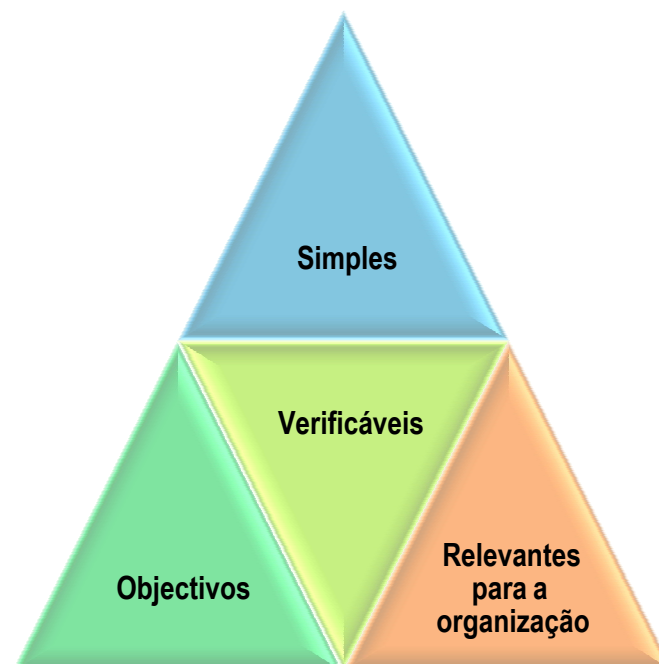 Simples
Verificáveis
Objectivos
Relevantes
para a
organização